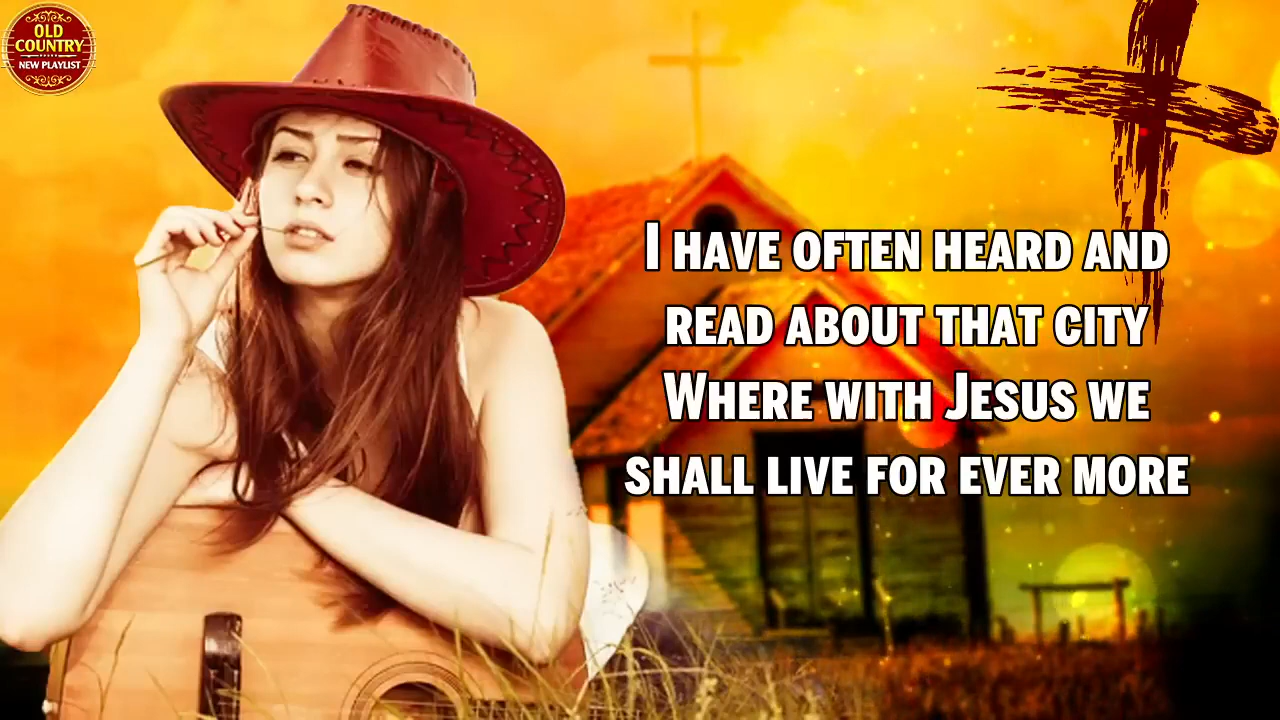 OLD
COUNTRY
NEW PLAYLIST
I HAVE OFTEN HEARD AND
READ ABOUT THAT CITY
WHERE WITH JESUS WE
SHALL LIVE FOR EVER MORE